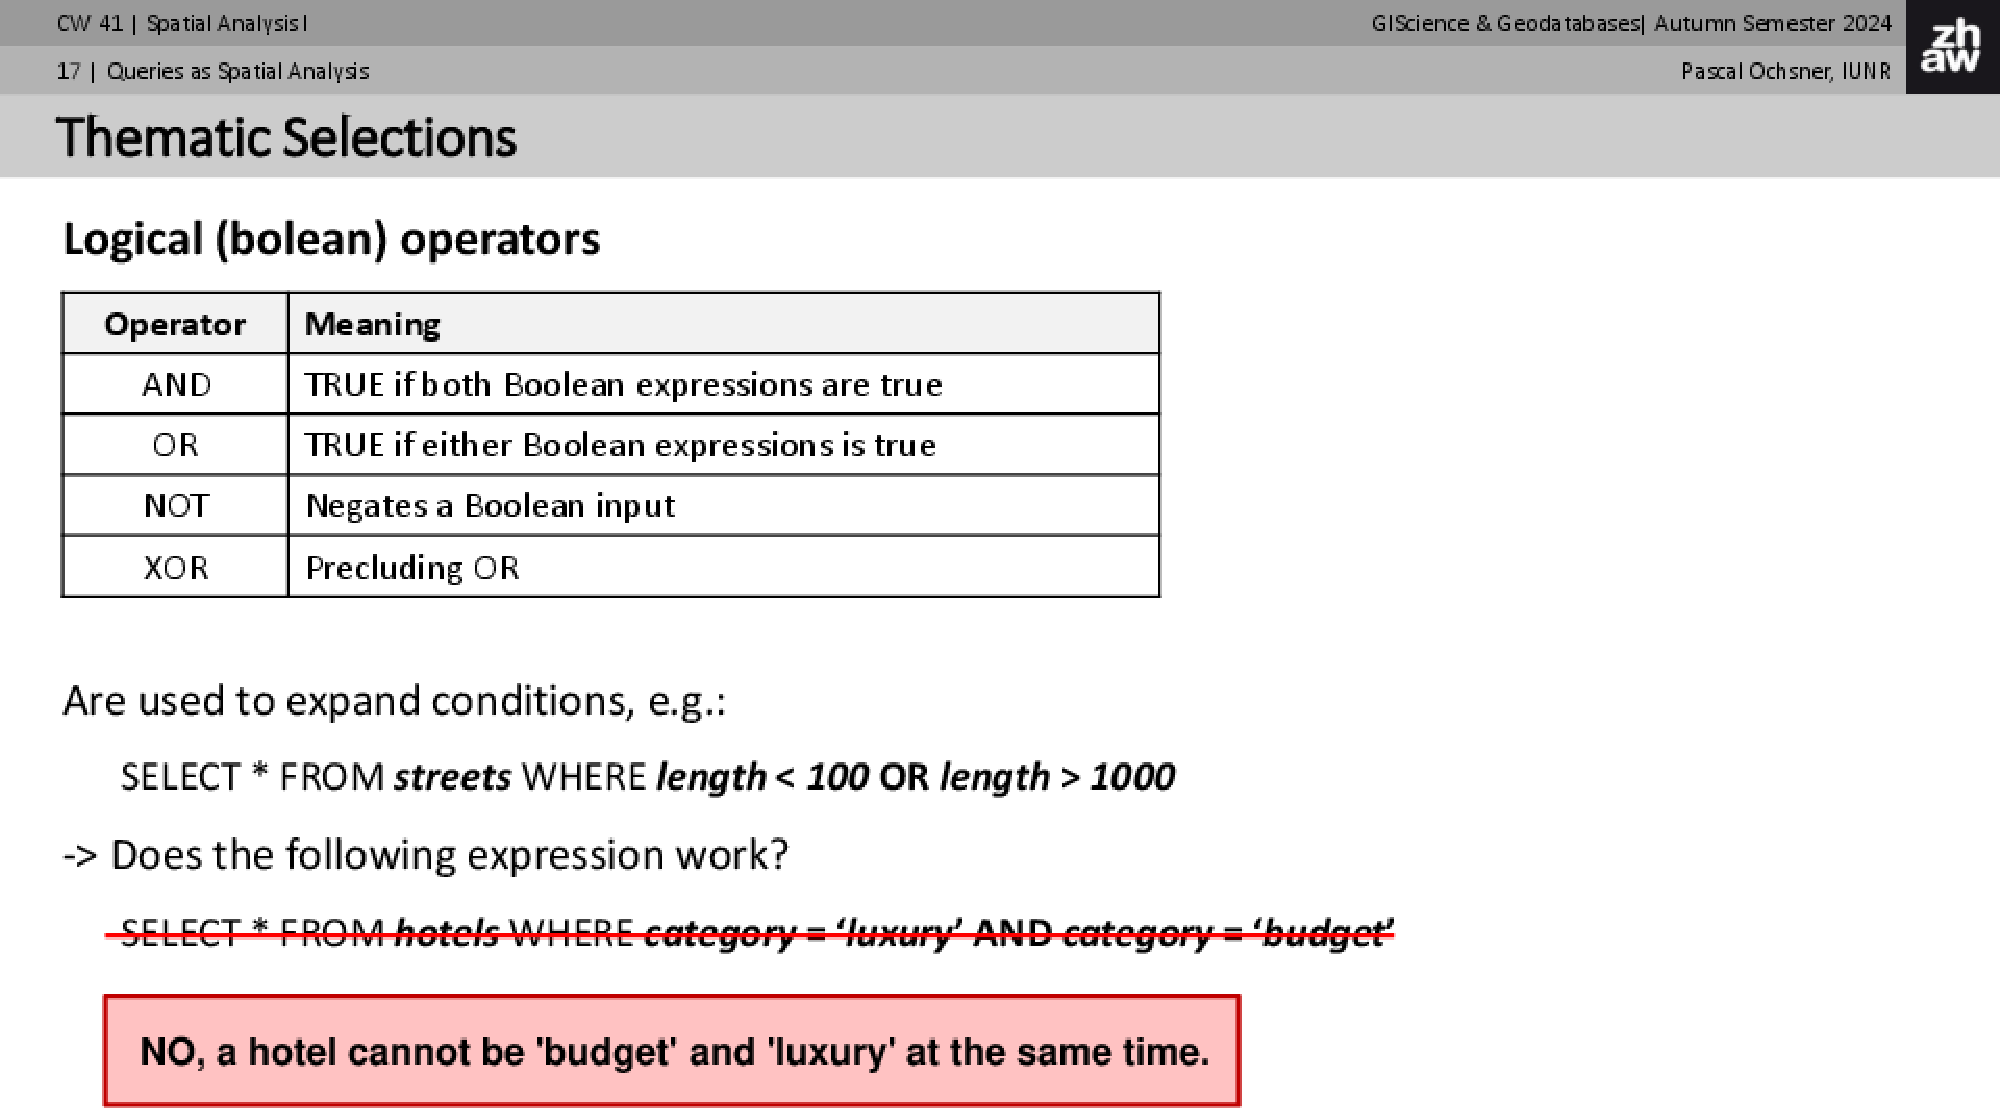 CW 41 | Spatial Analysis I
GIScience & Geodatabases| Autumn Semester 2024
17 | Queries as Spatial Analysis
Pascal Ochsner, IUNR
zh
aw
Thematic Selections
Logical (bolean) operators
Operator Meaning
AND TRUE if both Boolean expressions are true
OR TRUE if either Boolean expressions is true
NOT Negates a Boolean input
XOR Precluding OR
Are used to expand conditions, e.g.:
SELECT * FROM streets WHERE length < 100 OR length > 1000
-> Does the following expression work?
SELECT * FROM hotels WHERE category = ‘luxury’ AND category = ‘budget’
NO, a hotel cannot be 'budget' and 'luxury' at the same time.